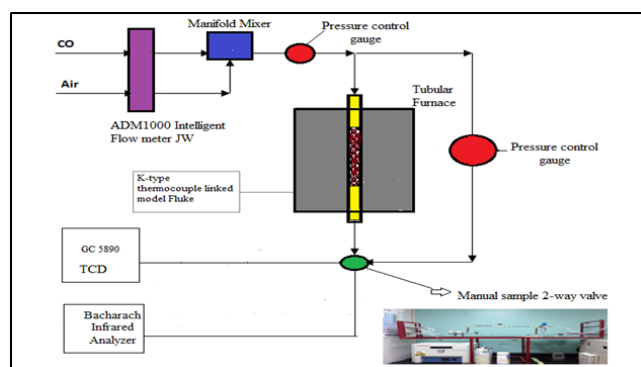 Manifold Mixer
Pressure control
gauge
CO
Air
ADM1000 Intelligent
Flow meter JW
Tubular
Furnace
Pressure control
gauge
K-type
thermocouple linked
model Fluke
GC 5890
TCD
Manual sample 2-way valve
Bacharach
Infrared
Analyzer